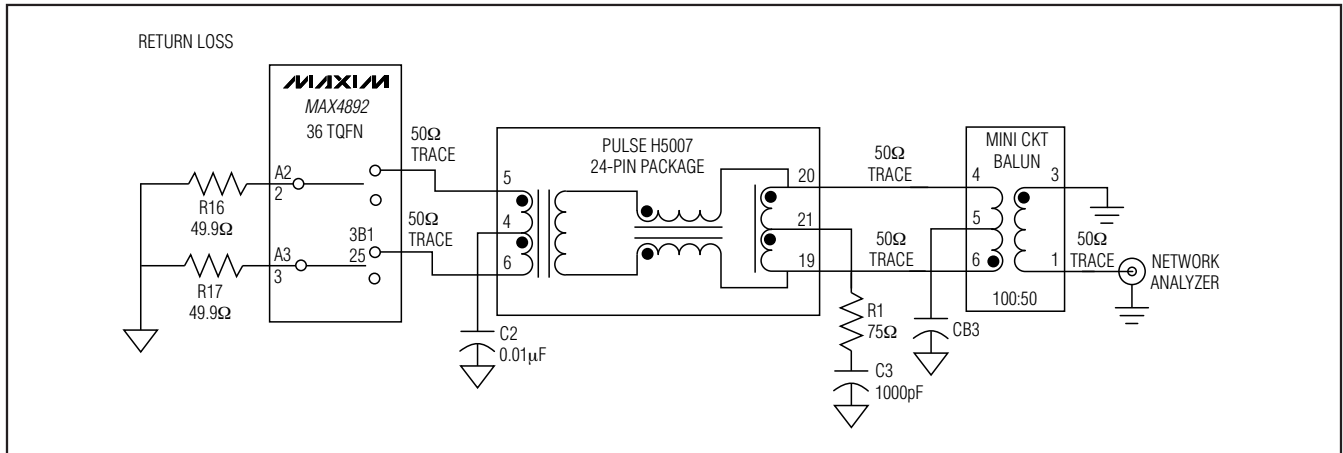 RETURN LOSS
MAXIM
MAX4892
36 TQFN
A2
2
R16
49.9Ω
A3
3
R17
49.9Ω
3B1
25
50Ω
TRACE
50Ω
TRACE
PULSE H5007
24-PIN PACKAGE
5
4
6
C2
0.01µF
20
21
19
R1
75Ω
C3
1000pF
50Ω
TRACE
50Ω
TRACE
MINI CKT
BALUN
4
5
6
3
1
100:50
CB3
50Ω
TRACE
NETWORK
ANALYZER